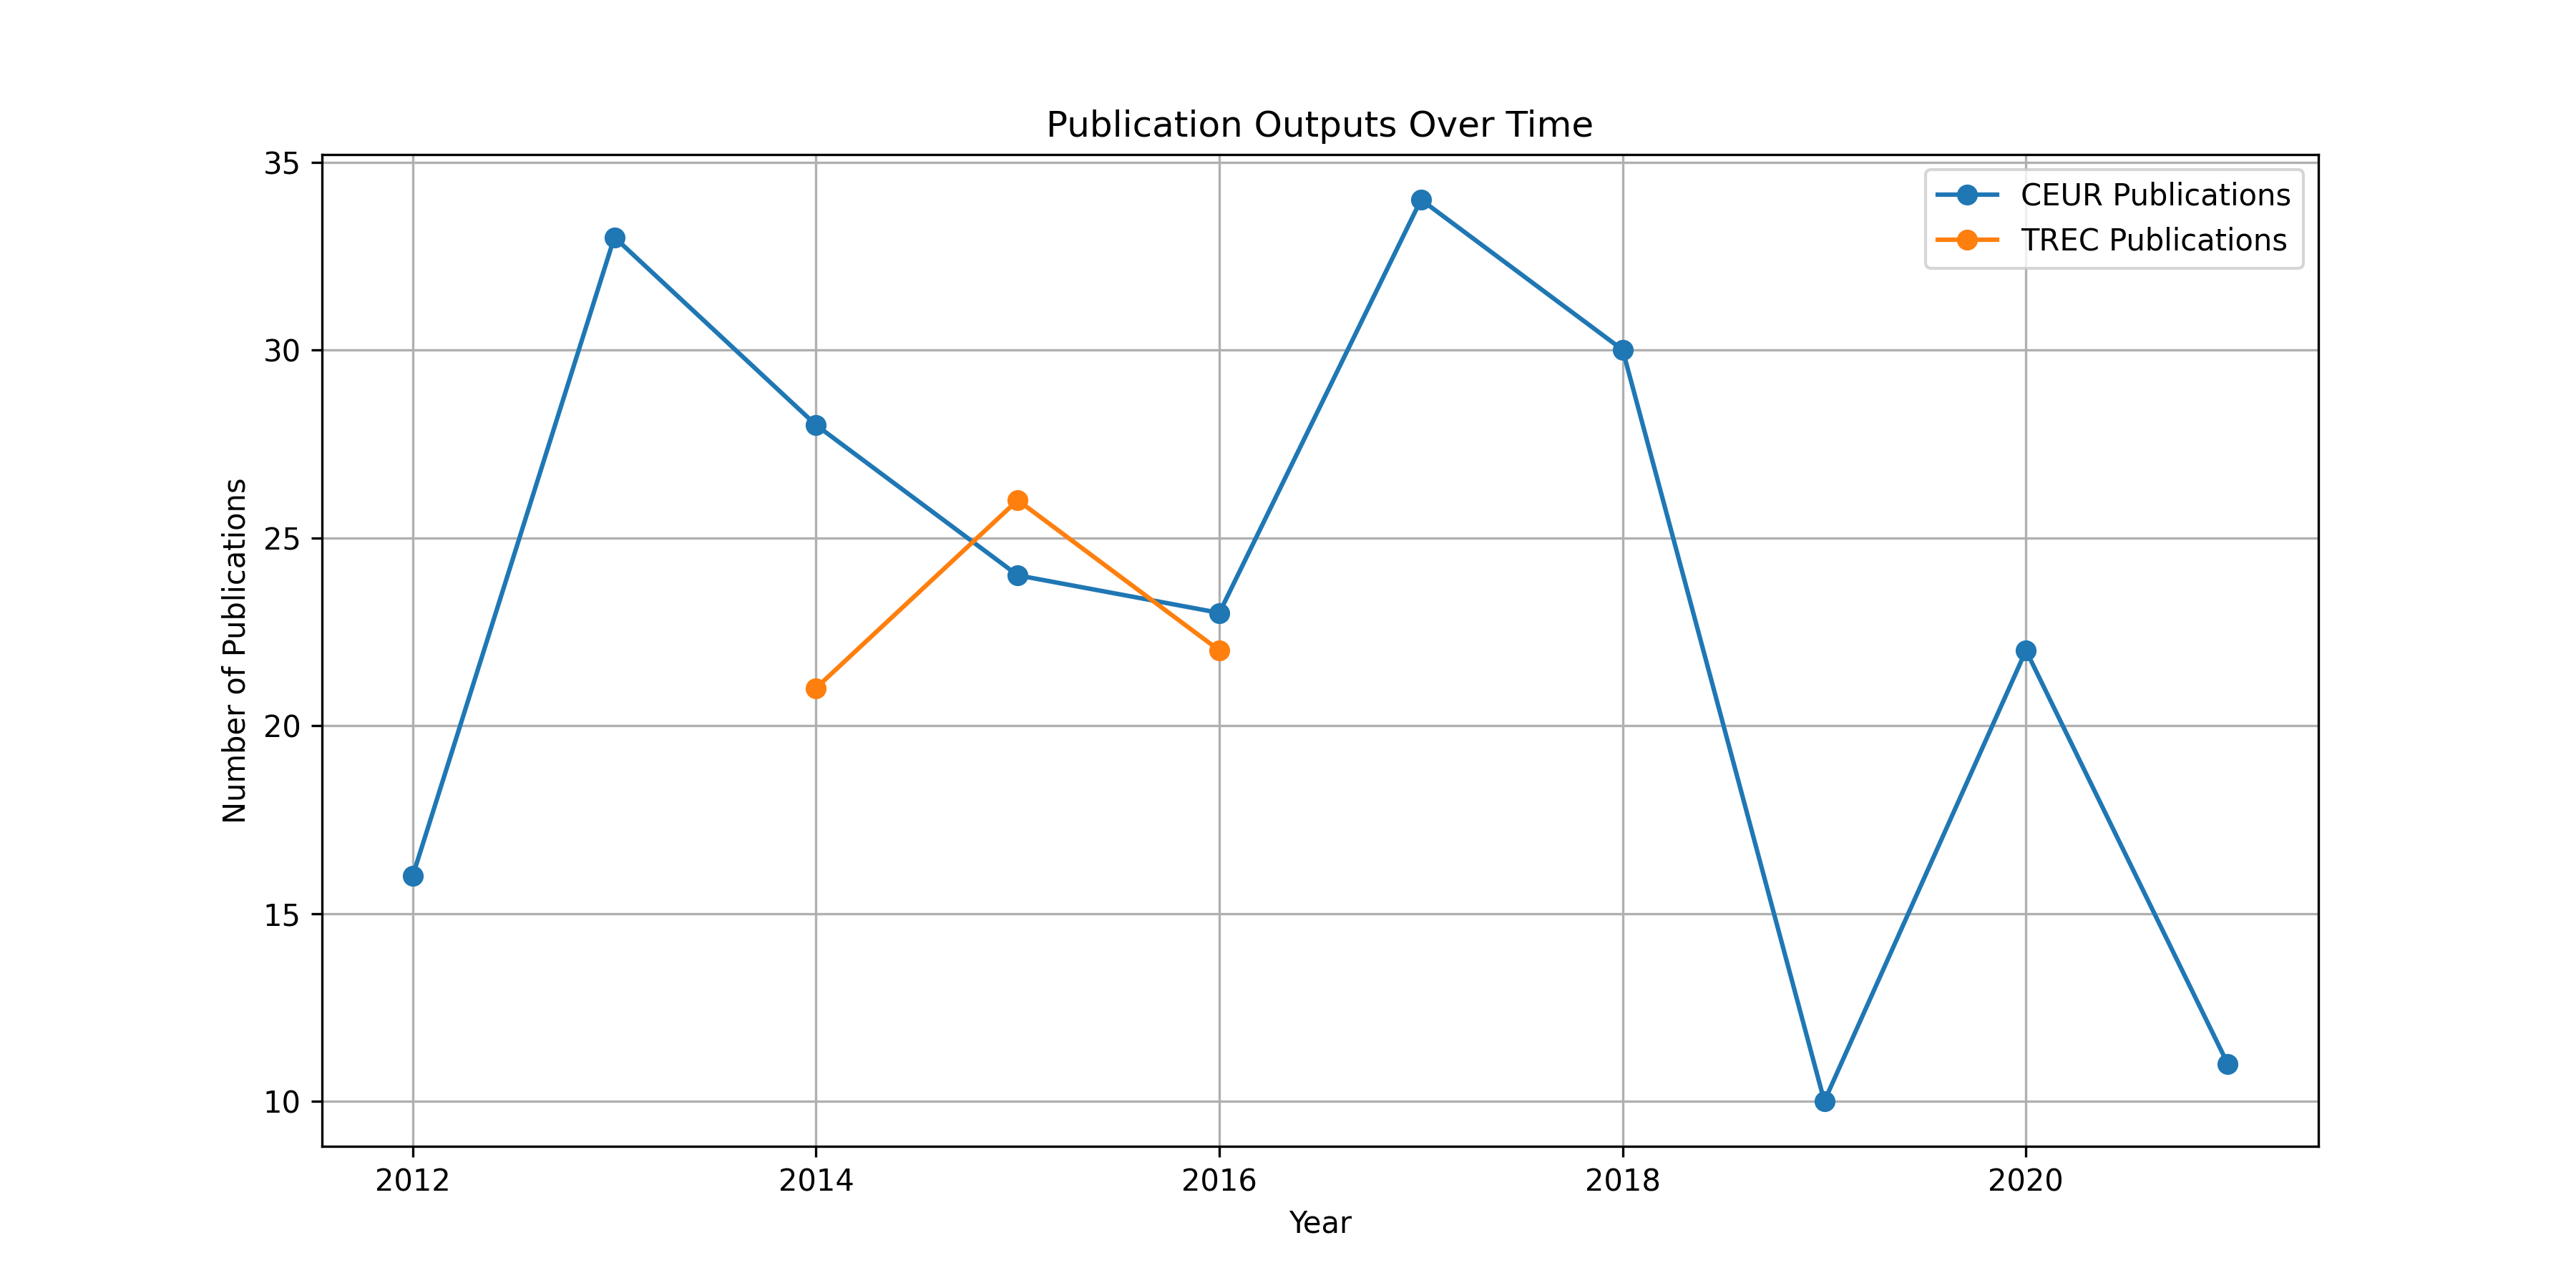 Publication Outputs Over Time
CEUR Publications
TREC Publications
Number of Publications
35
30
25
20
15
10
2012
2014
2016
2018
2020
Year